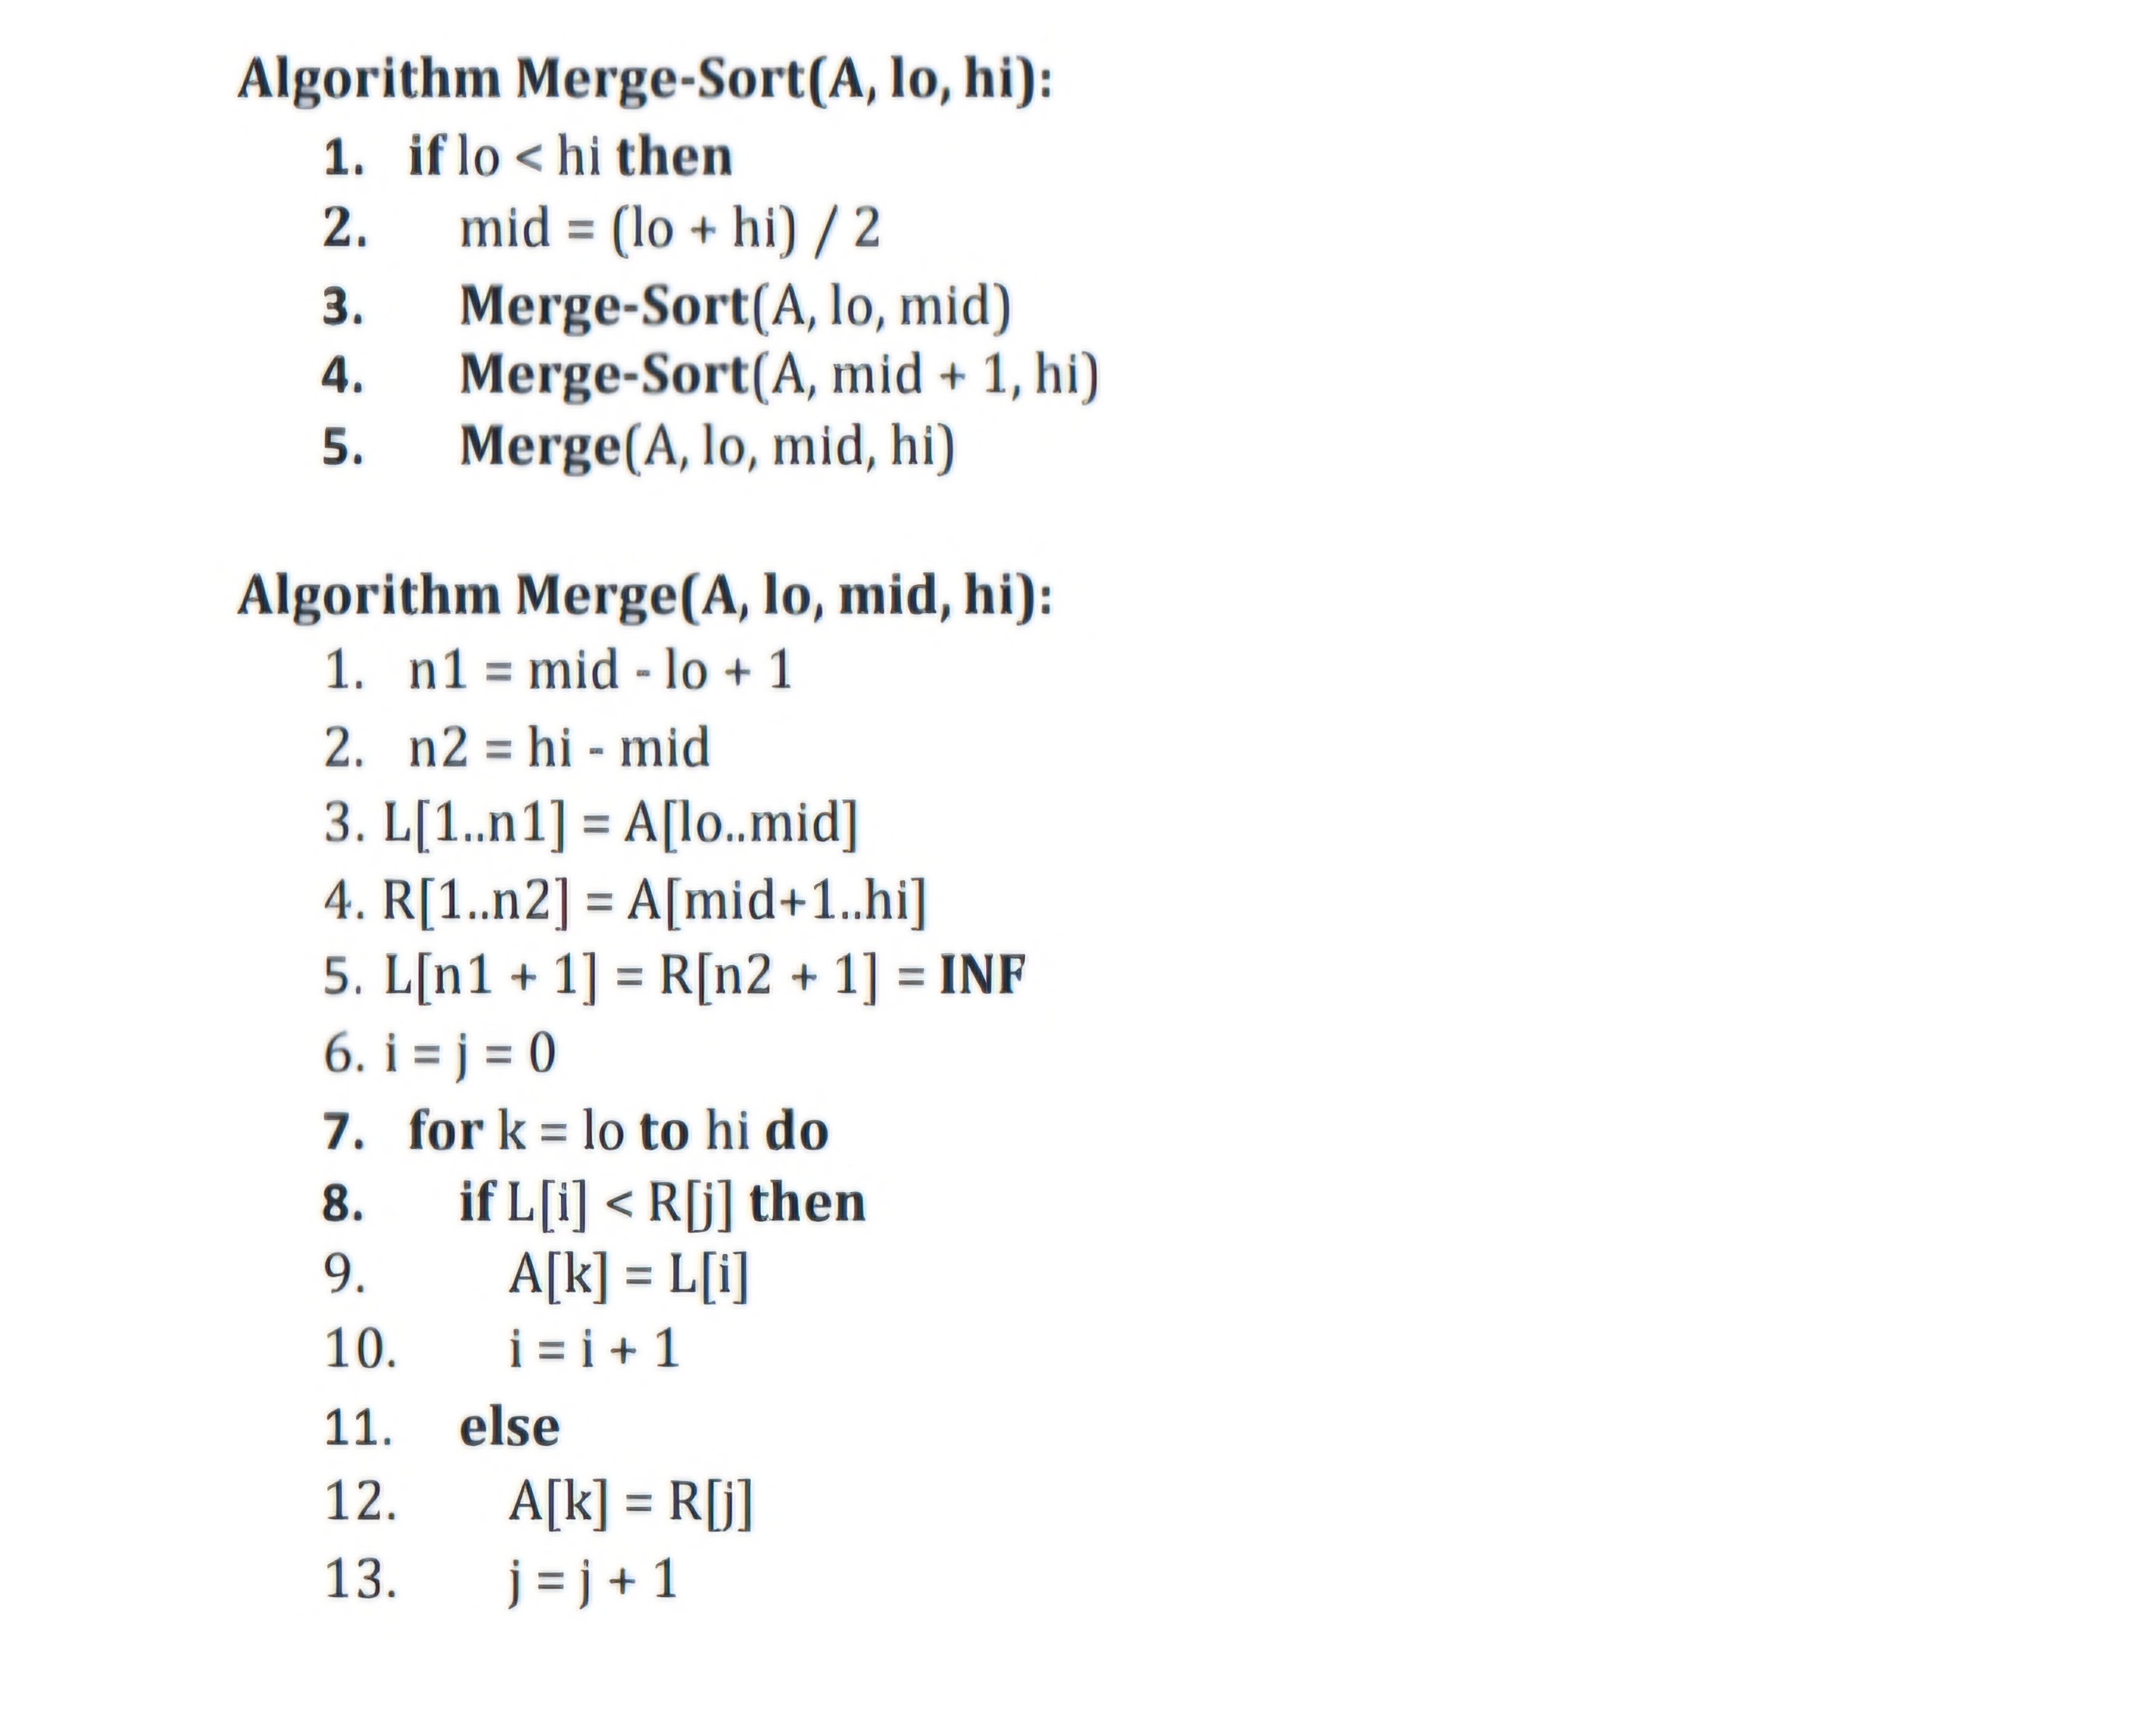 Algorithm Merge-Sort(A, lo, hi):
1. if lo < hi then
2. mid = (lo + hi) / 2
3. Merge-Sort(A, lo, mid)
4. Merge-Sort(A, mid + 1, hi)
5. Merge(A, lo, mid, hi)
Algorithm Merge(A, lo, mid, hi):
1. n1 = mid - lo + 1
2. n2 = hi - mid
3. L[1..n1] = A[lo..mid]
4. R[1..n2] = A[mid+1..hi]
5. L[n1 + 1] = R[n2 + 1] = INF
6. i = j = 0
7. for k = lo to hi do
8. if L[i] < R[j] then
9. A[k] = L[i]
10. i = i + 1
11. else
12. A[k] = R[j]
13. j = j + 1